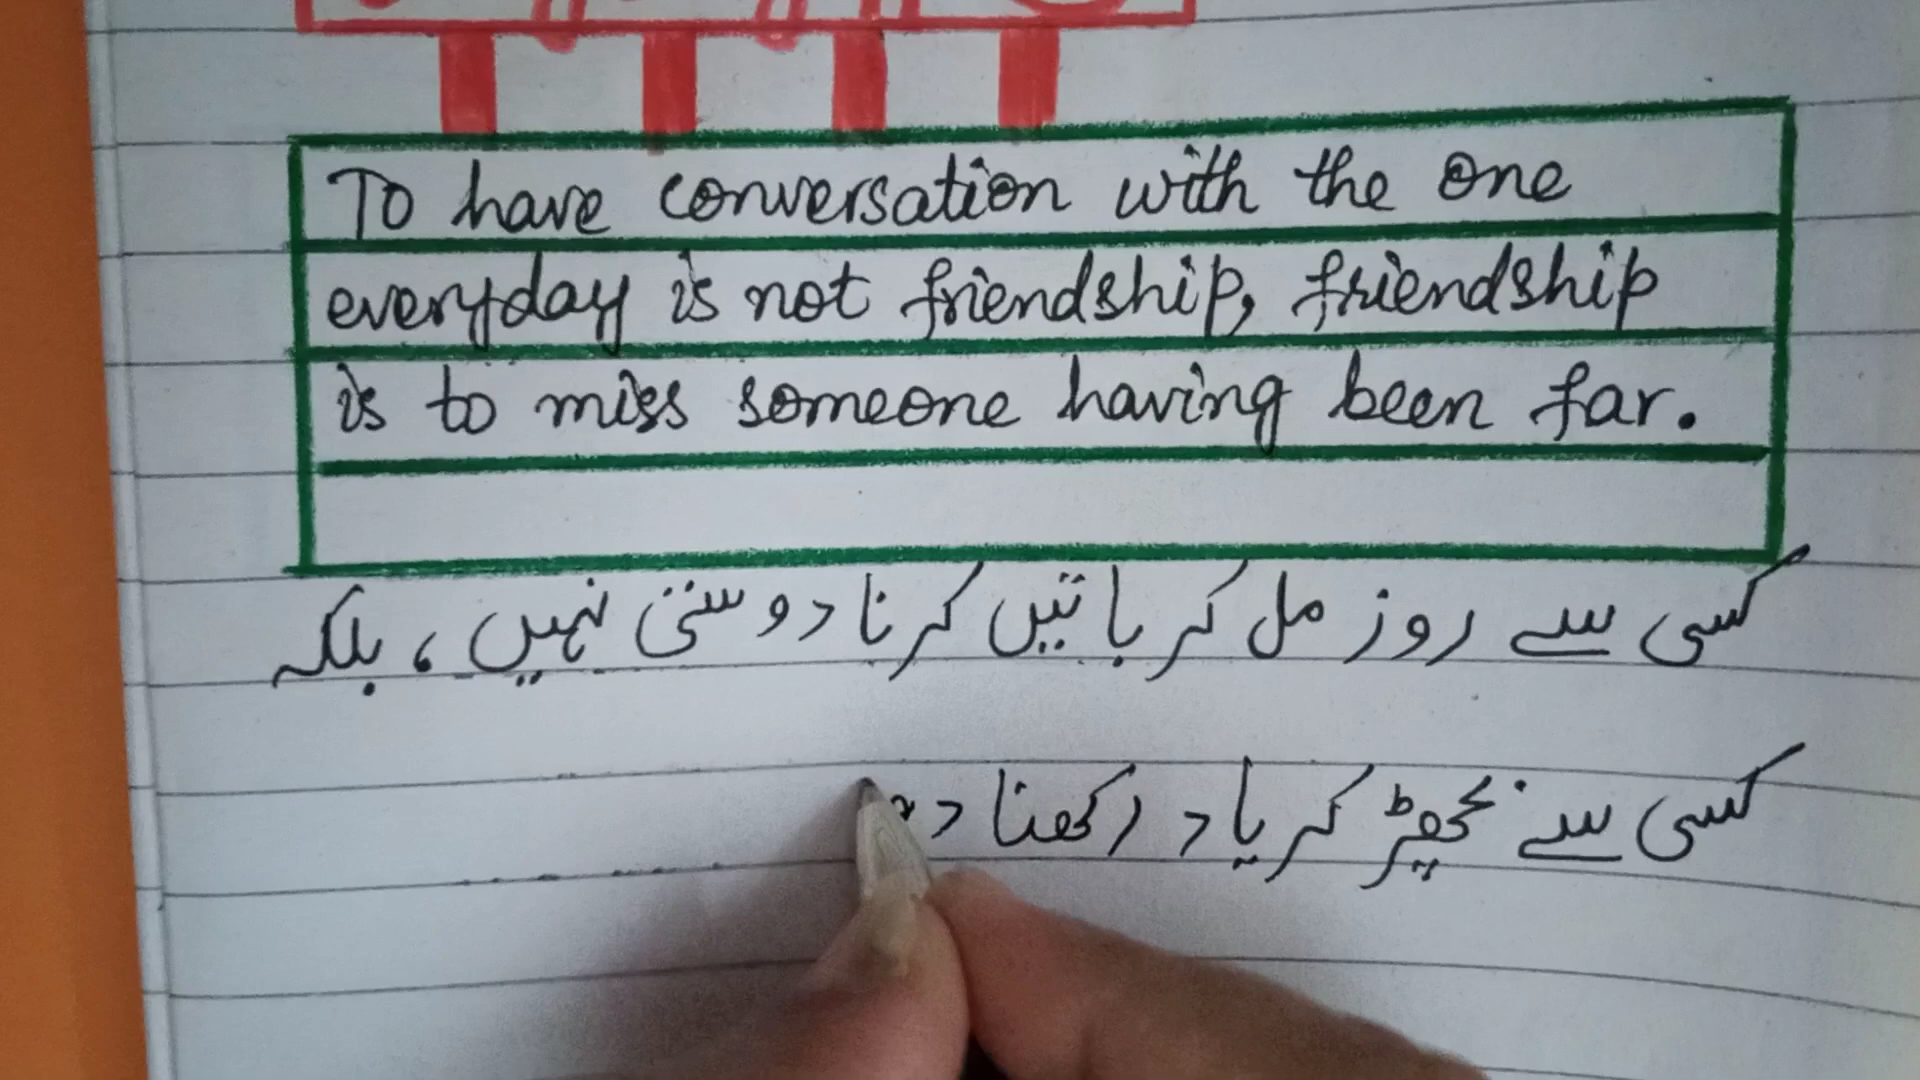 To have conversation with the one
everyday is not friendship, friendship
is to miss someone having been far.
کسی سے روز مل کر باتیں کرنا دوستی نہیں، بلکہ
کسی سے بچھڑ کر یاد رکھنا